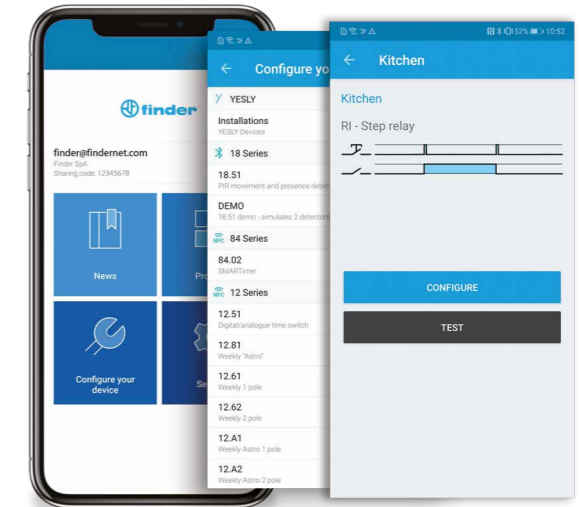 finder
finder@findernet.com
Finder SpA
Sharing code: 12345678
News
Pro
Configure your
device
Se
Configure yo
YESLY
Installations
YESLY Devices
18 Series
18.51
PIR movement and presence detec
DEMO
18.51 demo - simulates 2 detectors
NFC 84 Series
84.02
SMARTimer
NFC 12 Series
12.51
Digital/analogue time switch
12.81
Weekly "Astro"
12.61
Weekly 1 pole
12.62
Weekly 2 pole
12.A1
Weekly Astro 1 pole
12.A2
Weekly Astro 2 pole
52% 10:52
Kitchen
Kitchen
RI - Step relay
CONFIGURE
TEST